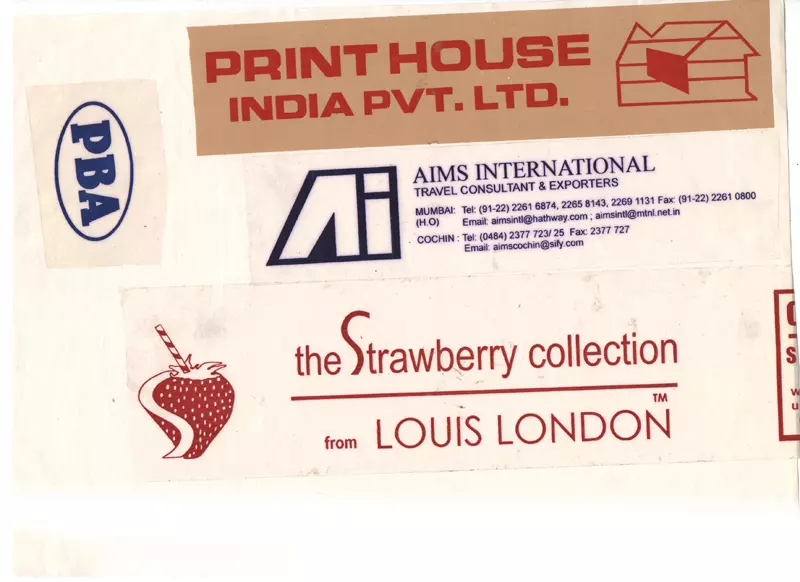 PRINT HOUSE
INDIA PVT. LTD.
PBA
Ai
AIMS INTERNATIONAL
TRAVEL CONSULTANT & EXPORTERS
MUMBAI: Tel: (91-22) 2261 6874, 2265 8143, 2269 1131 Fax: (91-22) 2261 0800
(H.O) Email: aimsintl@hathway.com ; aimsintl@mtnl.net.in
COCHIN : Tel: (0484) 2377 723/ 25 Fax: 2377 727
Email: aimscochin@sify.com
the Strawberry collection
from LOUIS LONDON™